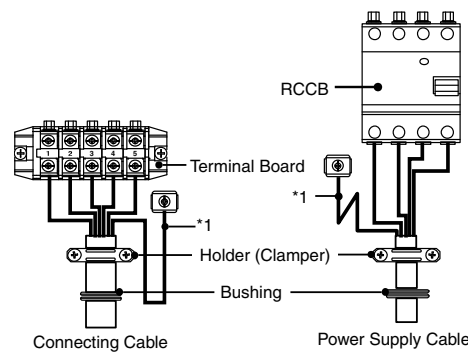 RCCB
1 2 3 4 5
Terminal Board
*1
*1
Holder (Clamper)
Bushing
Connecting Cable
Power Supply Cable